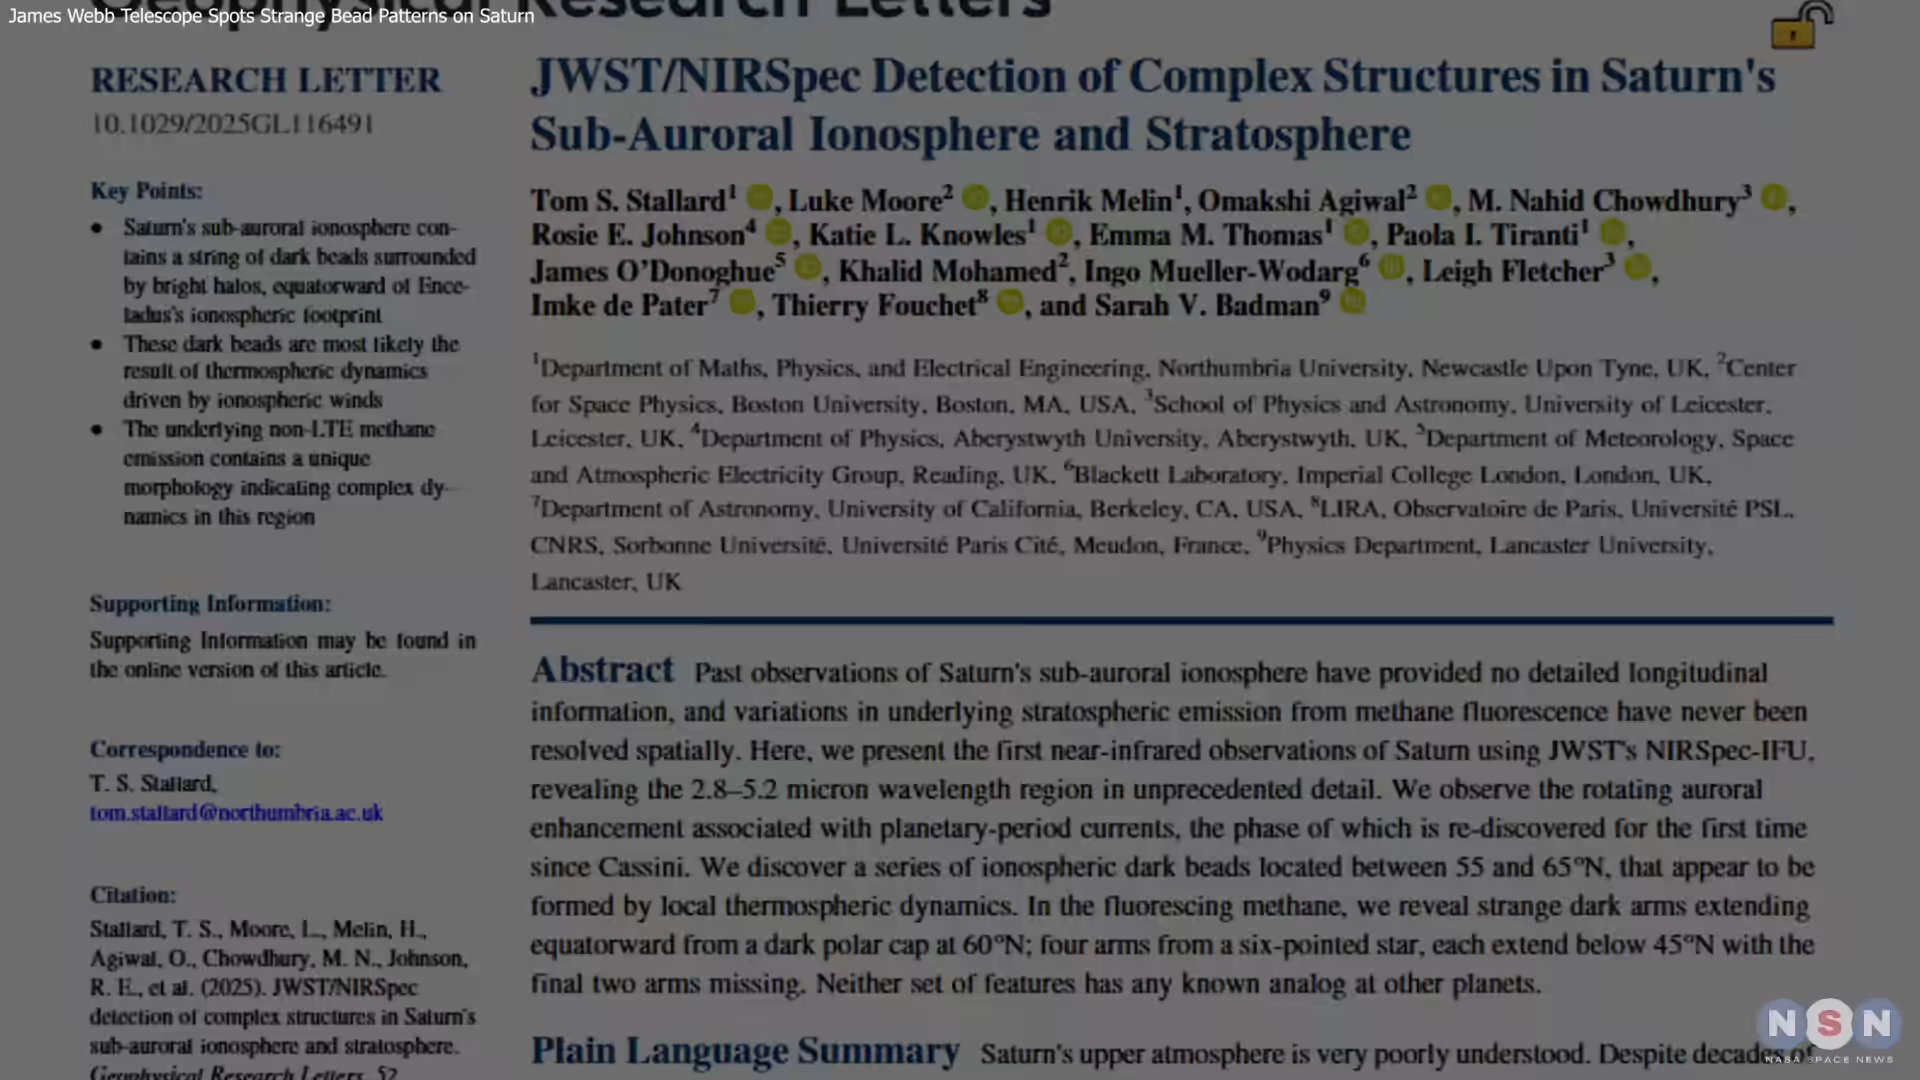 James Webb Telescope Spots Strange Bead Patterns on Saturn
Research Letters
RESEARCH LETTER
10.1029/2025GL116491
Key Points:
• Saturn's sub-auroral ionosphere con-
tains a string of dark beads surrounded
by bright halos, equatorward of Ence-
ladus's ionospheric footprint
• These dark beads are most likely the
result of thermospheric dynamics
driven by ionospheric winds
• The underlying non-LTE methane
emission contains a unique
morphology indicating complex dy-
namics in this region
Supporting Information:
Supporting Information may be found in
the online version of this article.
Correspondence to:
T. S. Stallard,
tom.stallard@northumbria.ac.uk
Citation:
Stallard, T. S., Moore, L., Melin, H.,
Agiwal, O., Chowdhury, M. N., Johnson,
R. E., et al. (2025). JWST/NIRSpec
detection of complex structures in Saturn's
sub-auroral ionosphere and stratosphere.
Geophysical Research Letters, 52
JWST/NIRSpec Detection of Complex Structures in Saturn's
Sub-Auroral Ionosphere and Stratosphere
Tom S. Stallard¹, Luke Moore², Henrik Melin¹, Omakshi Agiwal², M. Nahid Chowdhury³,
Rosie E. Johnson⁴, Katie L. Knowles¹, Emma M. Thomas¹, Paola I. Tiranti¹,
James O’Donoghue⁵, Khalid Mohamed², Ingo Mueller-Wodarg⁶, Leigh Fletcher³,
Imke de Pater⁷, Thierry Fouchet⁸, and Sarah V. Badman⁹
¹Department of Maths, Physics, and Electrical Engineering, Northumbria University, Newcastle Upon Tyne, UK, ²Center
for Space Physics, Boston University, Boston, MA, USA, ³School of Physics and Astronomy, University of Leicester,
Leicester, UK, ⁴Department of Physics, Aberystwyth University, Aberystwyth, UK, ⁵Department of Meteorology, Space
and Atmospheric Electricity Group, Reading, UK, ⁶Blackett Laboratory, Imperial College London, London, UK,
⁷Department of Astronomy, University of California, Berkeley, CA, USA, ⁸LIRA, Observatoire de Paris, Université PSL,
CNRS, Sorbonne Université, Université Paris Cité, Meudon, France, ⁹Physics Department, Lancaster University,
Lancaster, UK
Abstract Past observations of Saturn's sub-auroral ionosphere have provided no detailed longitudinal
information, and variations in underlying stratospheric emission from methane fluorescence have never been
resolved spatially. Here, we present the first near-infrared observations of Saturn using JWST's NIRSpec-IFU,
revealing the 2.8–5.2 micron wavelength region in unprecedented detail. We observe the rotating auroral
enhancement associated with planetary-period currents, the phase of which is re-discovered for the first time
since Cassini. We discover a series of ionospheric dark beads located between 55 and 65°N, that appear to be
formed by local thermospheric dynamics. In the fluorescing methane, we reveal strange dark arms extending
equatorward from a dark polar cap at 60°N; four arms from a six-pointed star, each extend below 45°N with the
final two arms missing. Neither set of features has any known analog at other planets.
Plain Language Summary Saturn's upper atmosphere is very poorly understood. Despite decades of
NSN
NASA SPACE NEWS